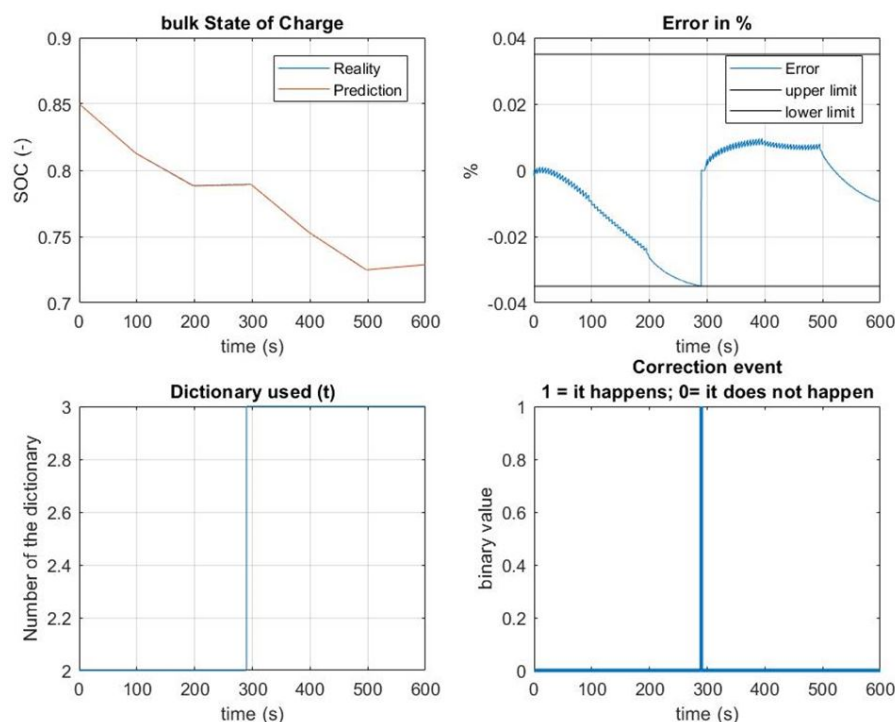 bulk State of Charge
0.9
0.85
0.8
0.75
0.7
SOC (-)
Reality
Prediction
0 100 200 300 400 500 600
time (s)
Error in %
0.04
0.02
0
-0.02
-0.04
%
Error
upper limit
lower limit
0 100 200 300 400 500 600
time (s)
Dictionary used (t)
3
2.8
2.6
2.4
2.2
2
Number of the dictionary
0 100 200 300 400 500 600
time (s)
Correction event
1 = it happens; 0= it does not happen
1
0.8
0.6
0.4
0.2
0
binary value
0 100 200 300 400 500 600
time (s)